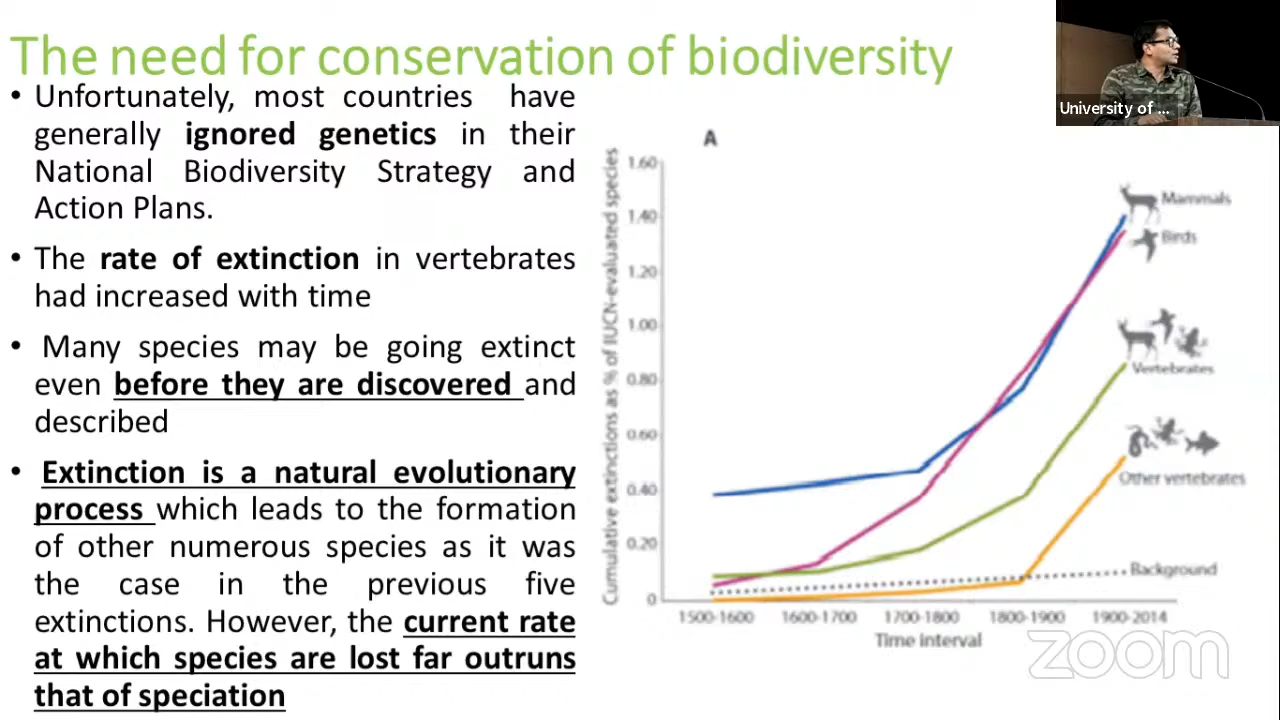 The need for conservation of biodiversity
• Unfortunately, most countries have
generally ignored genetics in their
National Biodiversity Strategy and
Action Plans.
• The rate of extinction in vertebrates
had increased with time
• Many species may be going extinct
even before they are discovered and
described
• Extinction is a natural evolutionary
process which leads to the formation
of other numerous species as it was
the case in the previous five
extinctions. However, the current rate
at which species are lost far outruns
that of speciation
University of ...
A
Cumulative extinctions as % of IUCN-evaluated species
1.60
1.40
1.20
1.00
0.80
0.60
0.40
0.20
0
Mammals
Birds
Vertebrates
Other vertebrates
Background
1500-1600 1600-1700 1700-1800 1800-1900 1900-2014
Time interval
zoom